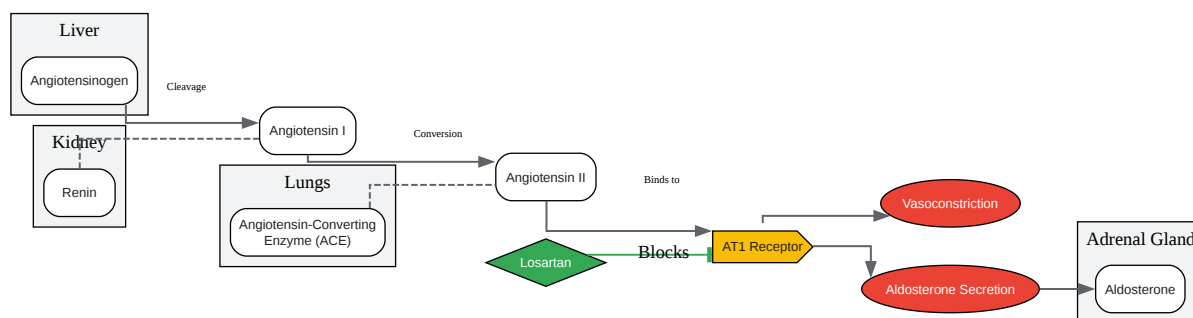 Liver
Angiotensinogen
Cleavage
Kidney
Renin
Angiotensin I
Conversion
Lungs
Angiotensin-Converting
Enzyme (ACE)
Angiotensin II
Binds to
Losartan
Blocks
AT1 Receptor
Vasoconstriction
Aldosterone Secretion
Adrenal Gland
Aldosterone